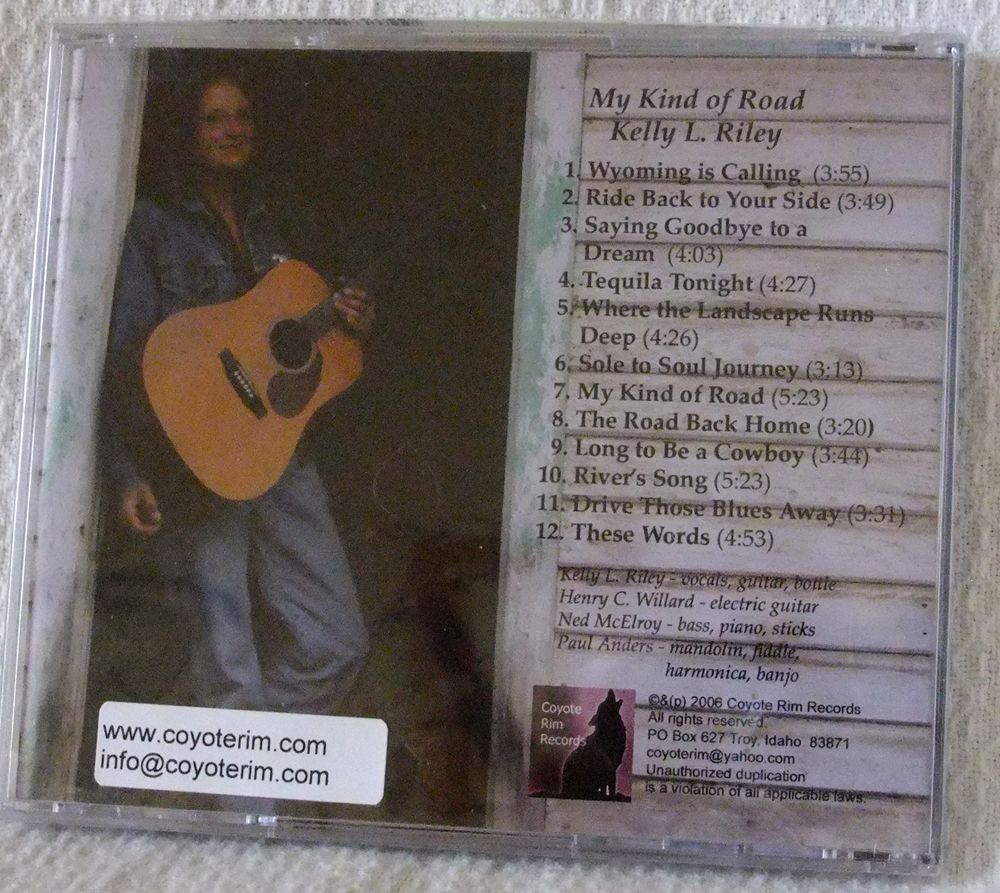 My Kind of Road
Kelly L. Riley
1. Wyoming is Calling (3:55)
2. Ride Back to Your Side (3:49)
3. Saying Goodbye to a
Dream (4:03)
4. Tequila Tonight (4:27)
5. Where the Landscape Runs
Deep (4:26)
6. Sole to Soul Journey (3:13)
7. My Kind of Road (5:23)
8. The Road Back Home (3:20)
9. Long to Be a Cowboy (3:44)
10. River's Song (5:23)
11. Drive Those Blues Away (3:31)
12. These Words (4:53)
Kelly L. Riley - vocals, guitar, bottle
Henry C. Willard - electric guitar
Ned McElroy - bass, piano, sticks
Paul Anders - mandolin, fiddle,
harmonica, banjo
Coyote
Rim
Records
©&(p) 2006 Coyote Rim Records
All rights reserved.
PO Box 627 Troy, Idaho 83871
coyoterim@yahoo.com
Unauthorized duplication
is a violation of all applicable laws.
www.coyoterim.com
info@coyoterim.com